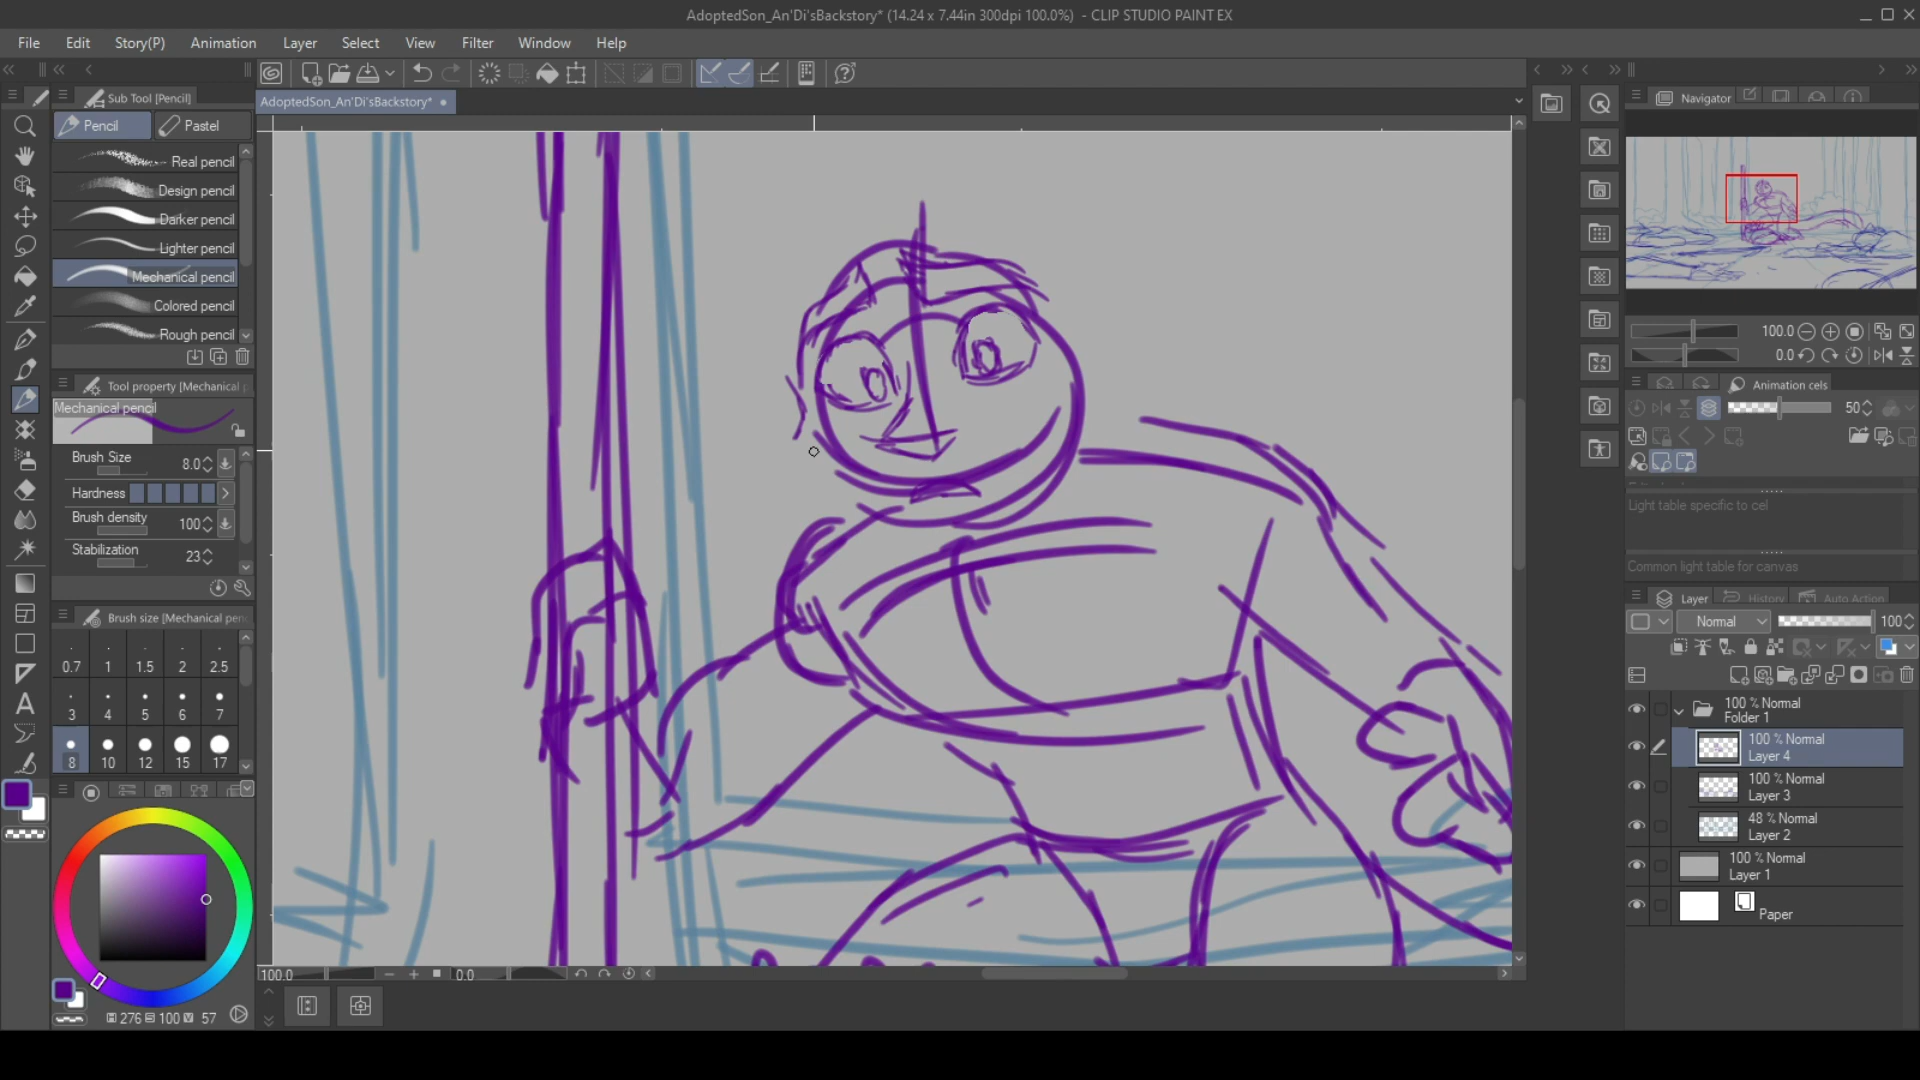 AdoptedSon_An'Di'sBackstory* (14.24 x 7.44in 300dpi 100.0%) - CLIP STUDIO PAINT EX
File Edit Story(P) Animation Layer Select View Filter Window Help
Sub Tool [Pencil]
AdoptedSon_An'Di'sBackstory*
Navigator
Pencil Pastel
Real pencil
Design pencil
Darker pencil
Lighter pencil
Mechanical pencil
Colored pencil
Rough pencil
Tool property [Mechanical p
Mechanical pencil
Brush Size 8.0
Hardness
Brush density 100
Stabilization 23
Brush size [Mechanical penc
0.7 1 1.5 2 2.5
3 4 5 6 7
8 10 12 15 17
276 S 100 V 57
100.0 0.0
100.0
0.0
Animation cels
50
Light table specific to cel
Common light table for canvas
Layer History Auto Action
Normal 100
100 % Normal
Folder 1
100 % Normal
Layer 4
100 % Normal
Layer 3
48 % Normal
Layer 2
100 % Normal
Layer 1
Paper